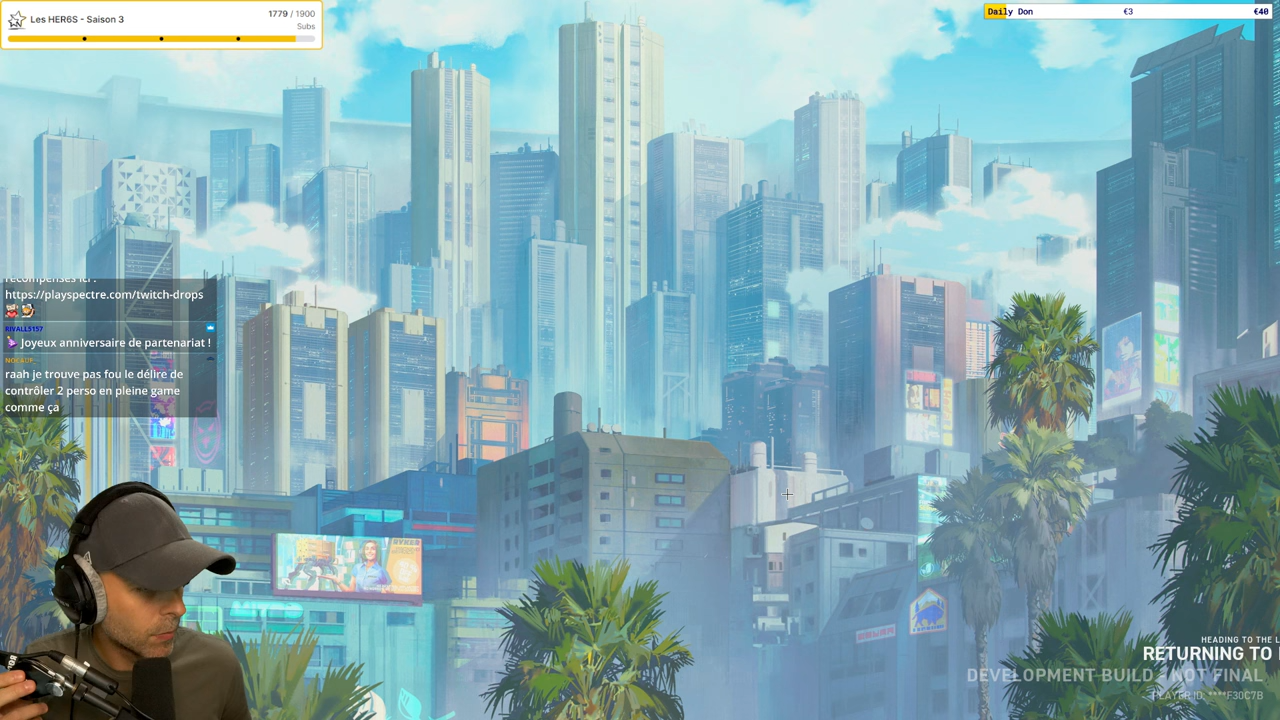 Les HER6S - Saison 3
1779 / 1900
Subs
Daily Don
€3
€40
récompenses ici :
https://playspectre.com/twitch-drops
RIVALL5157
Joyeux anniversaire de partenariat !
raah je trouve pas fou le délire de
contrôler 2 perso en pleine game
comme ça
RYKER
HEADING TO THE L
RETURNING TO
DEVELOPMENT BUILD - NOT FINAL
PLAYER ID: ****F30C7B